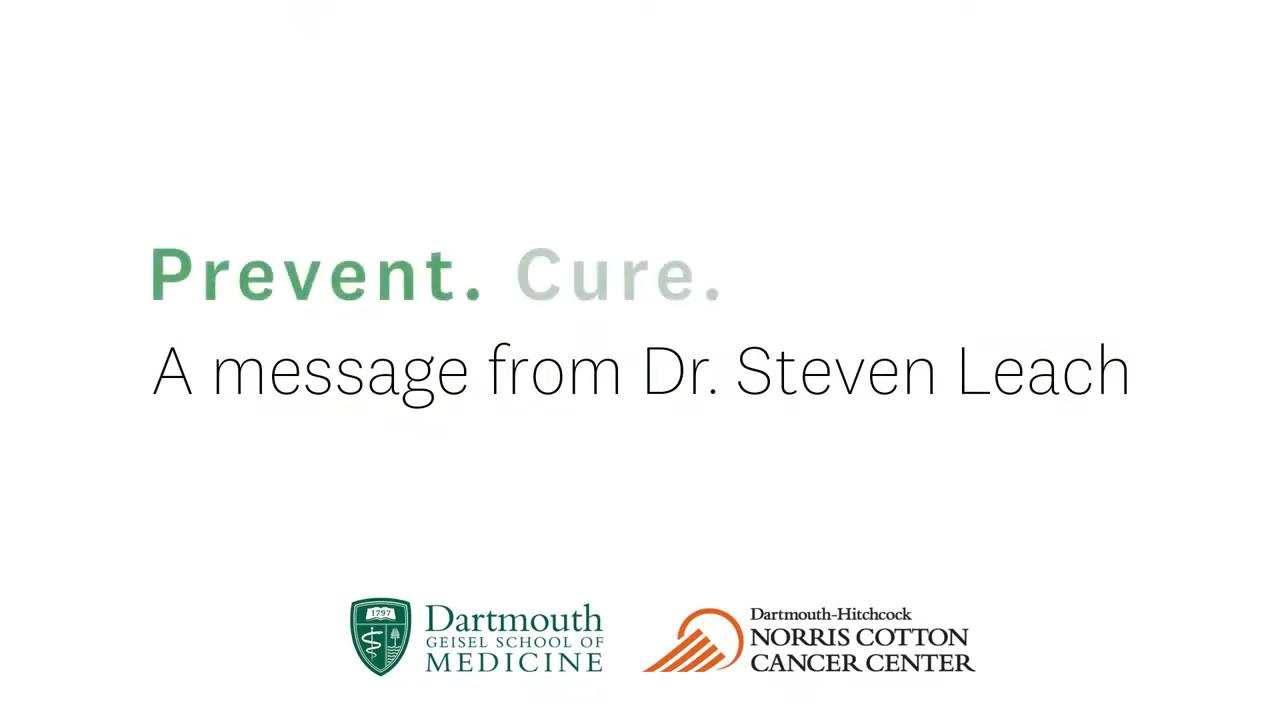 Prevent. Cure.
A message from Dr. Steven Leach
1797
Dartmouth
GEISEL SCHOOL OF
MEDICINE
Dartmouth-Hitchcock
NORRIS COTTON
CANCER CENTER